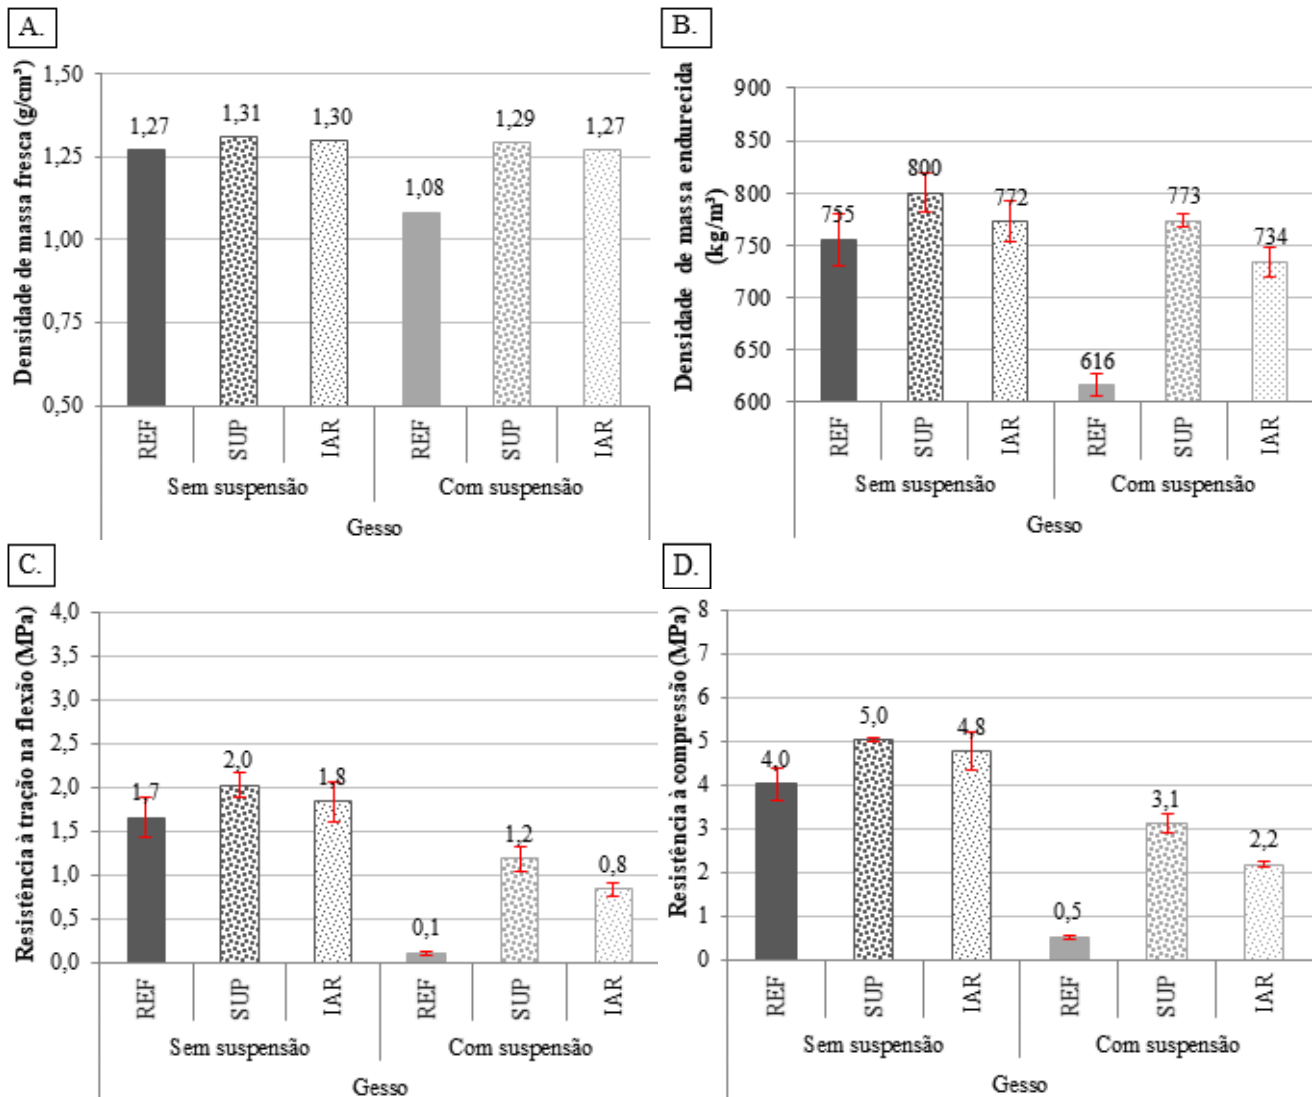 A.
Densidade de massa fresca (g/cm³)
1,50
1,25
1,00
0,75
0,50
1,27
1,31
1,30
1,08
1,29
1,27
REF
SUP
IAR
REF
SUP
IAR
Sem suspensão
Com suspensão
Gesso
B.
Densidade de massa endurecida
(kg/m³)
900
850
800
750
700
650
600
755
800
772
616
773
734
REF
SUP
IAR
REF
SUP
IAR
Sem suspensão
Com suspensão
Gesso
C.
Resistência à tração na flexão (MPa)
4,0
3,5
3,0
2,5
2,0
1,5
1,0
0,5
0,0
1,7
2,0
1,8
0,1
1,2
0,8
REF
SUP
IAR
REF
SUP
IAR
Sem suspensão
Com suspensão
Gesso
D.
Resistência à compressão (MPa)
8
7
6
5
4
3
2
1
0
4,0
5,0
4,8
0,5
3,1
2,2
REF
SUP
IAR
REF
SUP
IAR
Sem suspensão
Com suspensão
Gesso